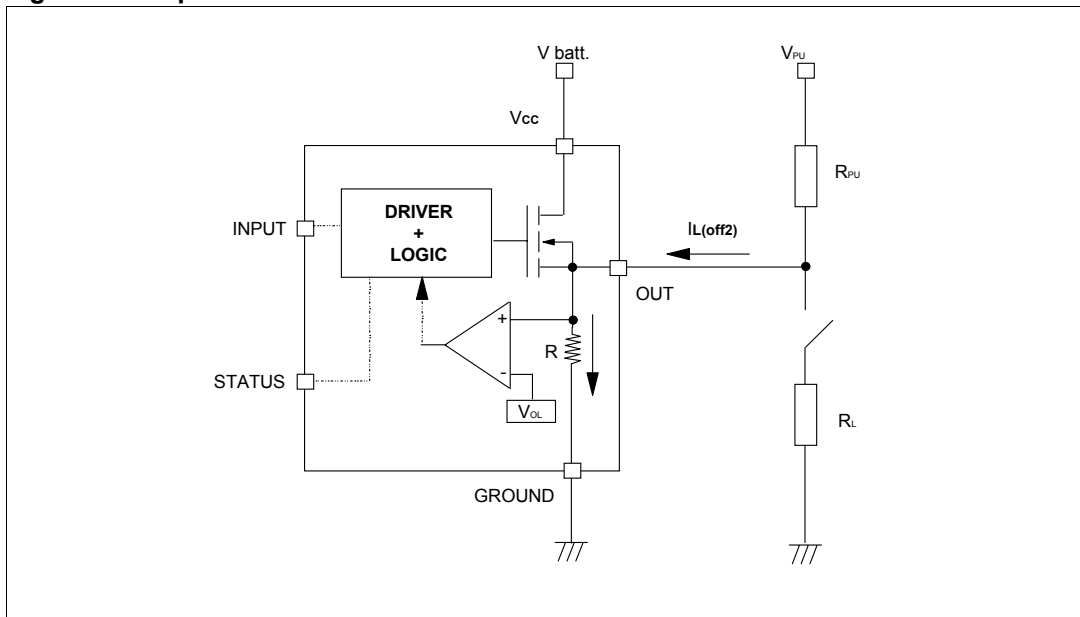 V batt.
VPU
Vcc
RPU
DRIVER
+
LOGIC
INPUT
IL(off2)
OUT
+
R
-
VOL
STATUS
RL
GROUND